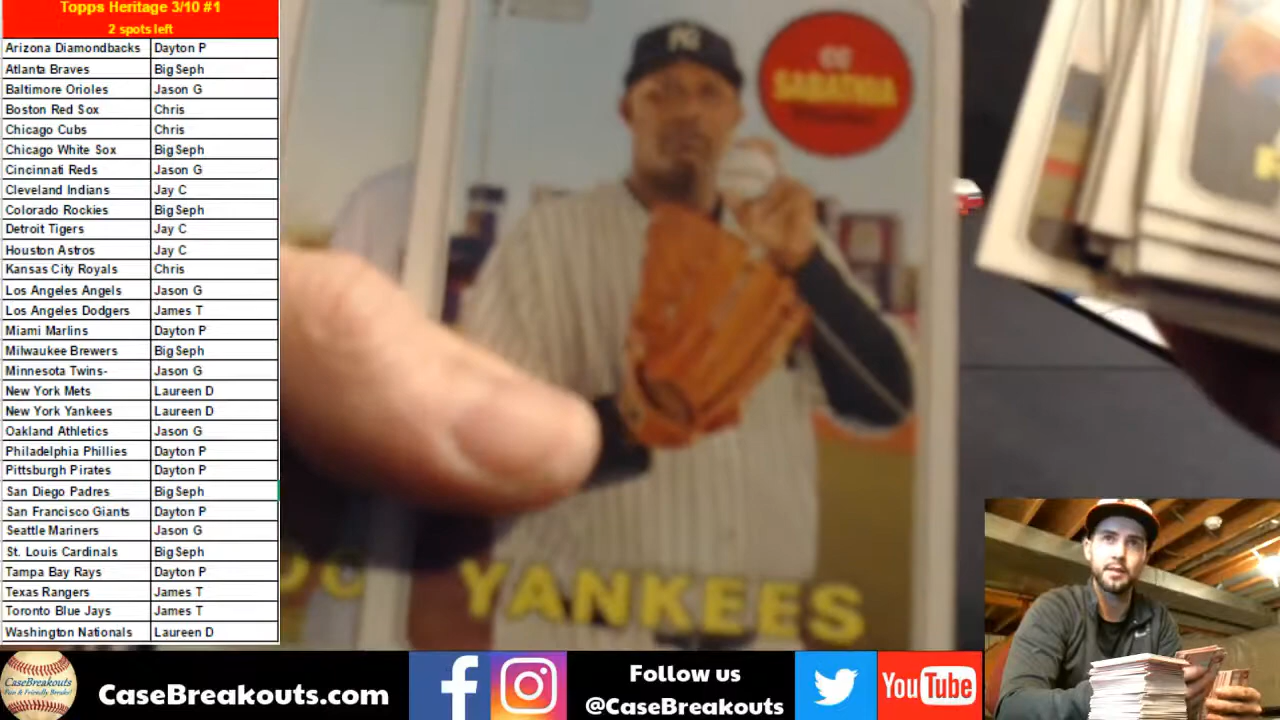 Topps Heritage 3/10 #1
2 spots left
Arizona Diamondbacks Dayton P
Atlanta Braves Big Seph
Baltimore Orioles Jason G
Boston Red Sox Chris
Chicago Cubs Chris
Chicago White Sox Big Seph
Cincinnati Reds Jason G
Cleveland Indians Jay C
Colorado Rockies Big Seph
Detroit Tigers Jay C
Houston Astros Jay C
Kansas City Royals Chris
Los Angeles Angels Jason G
Los Angeles Dodgers James T
Miami Marlins Dayton P
Milwaukee Brewers Big Seph
Minnesota Twins- Jason G
New York Mets Laureen D
New York Yankees Laureen D
Oakland Athletics Jason G
Philadelphia Phillies Dayton P
Pittsburgh Pirates Dayton P
San Diego Padres Big Seph
San Francisco Giants Dayton P
Seattle Mariners Jason G
St. Louis Cardinals Big Seph
Tampa Bay Rays Dayton P
Texas Rangers James T
Toronto Blue Jays James T
Washington Nationals Laureen D
CC
SABATHIA
NY
YANKEES
CaseBreakouts
Fun & Friendly Breaks!
CaseBreakouts.com
Follow us
@CaseBreakouts
YouTube